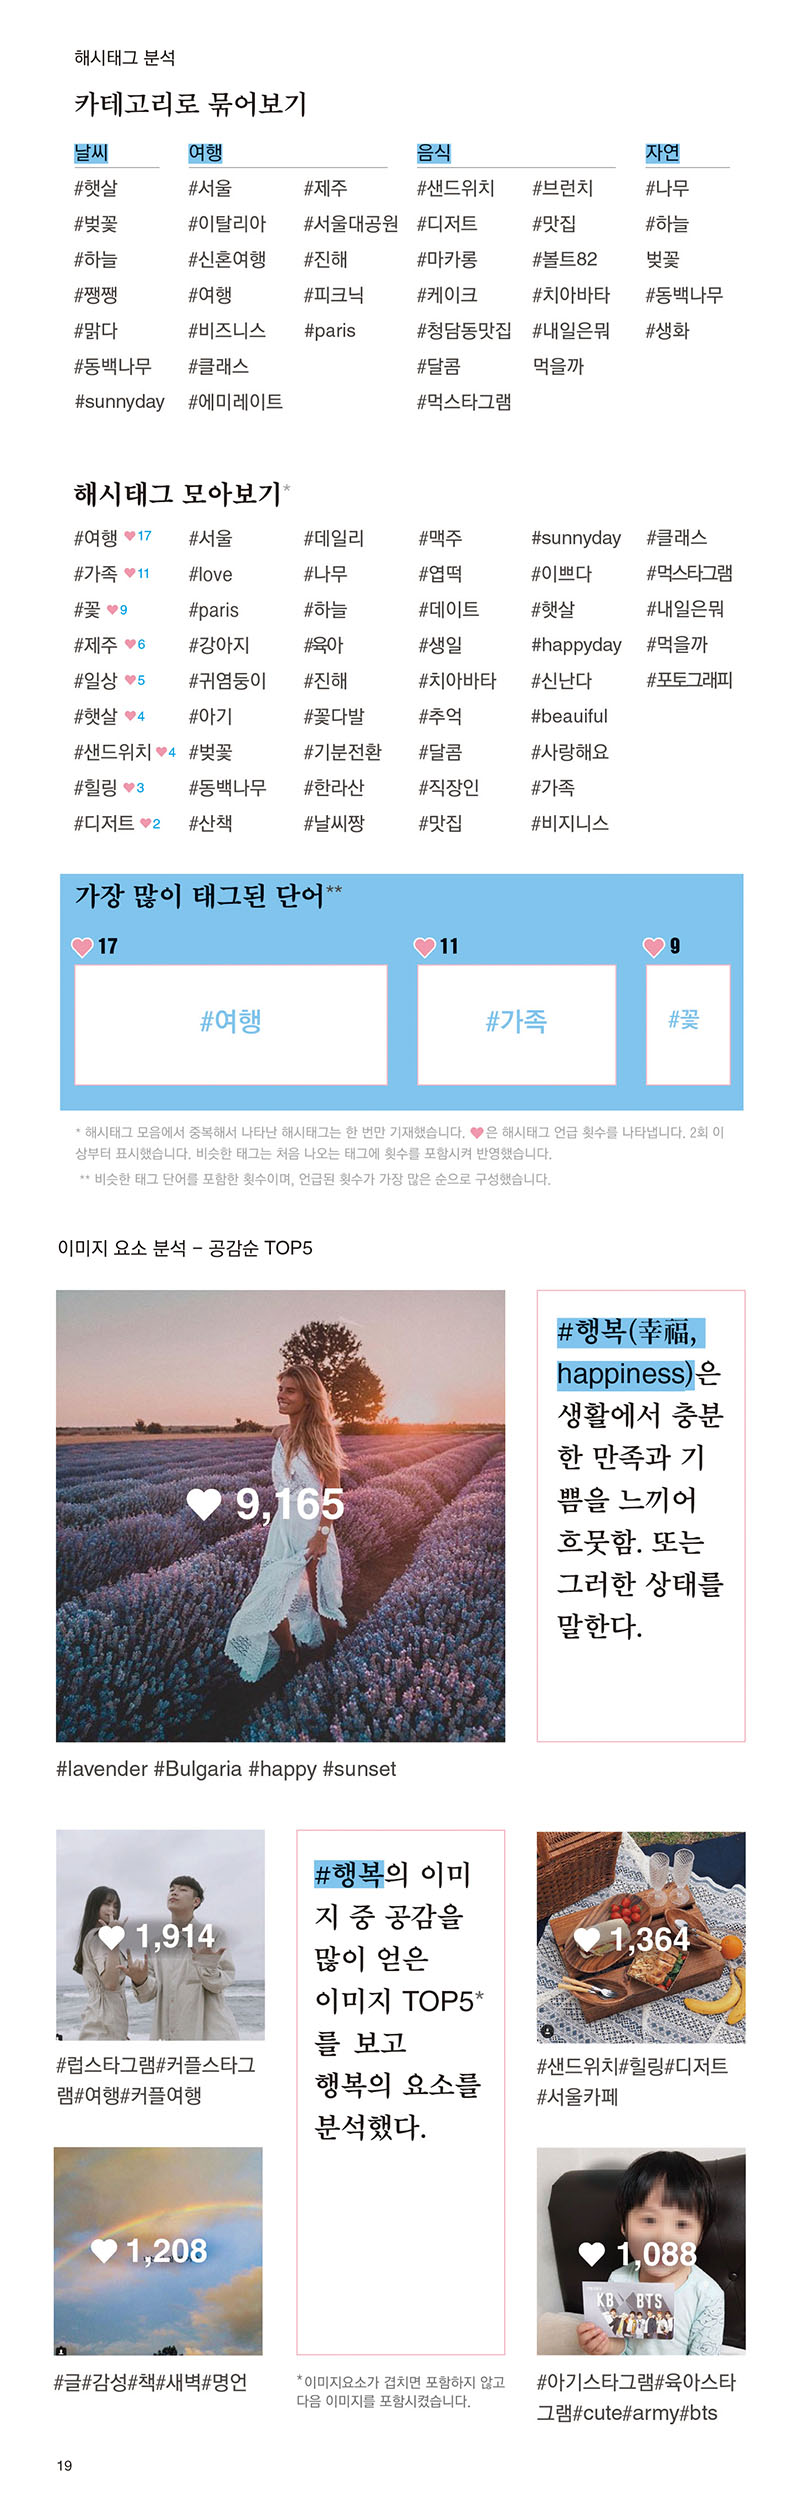 해시태그 분석
카테고리로 묶어보기
날씨 여행 음식 자연
#햇살 #서울 #제주 #샌드위치 #브런치 #나무
#벚꽃 #이탈리아 #서울대공원 #디저트 #맛집 #하늘
#하늘 #신혼여행 #진해 #마카롱 #볼트82 벚꽃
#쨍쨍 #여행 #피크닉 #케이크 #치아바타 #동백나무
#맑다 #비즈니스 #paris #청담동맛집 #내일은뭐 #생화
#동백나무 #클래스 #달콤 먹을까
#sunnyday #에미레이트 #먹스타그램
해시태그 모아보기*
#여행 ♥17 #서울 #데일리 #맥주 #sunnyday #클래스
#가족 ♥11 #love #나무 #엽떡 #이쁘다 #먹스타그램
#꽃 ♥9 #paris #하늘 #데이트 #햇살 #내일은뭐
#제주 ♥6 #강아지 #육아 #생일 #happyday #먹을까
#일상 ♥5 #귀염둥이 #진해 #치아바타 #신난다 #포토그래피
#햇살 ♥4 #아기 #꽃다발 #추억 #beauiful
#샌드위치 ♥4 #벚꽃 #기분전환 #달콤 #사랑해요
#힐링 ♥3 #동백나무 #한라산 #직장인 #가족
#디저트 ♥2 #산책 #날씨짱 #맛집 #비지니스
가장 많이 태그된 단어**
♥ 17 ♥ 11 ♥ 9
#여행 #가족 #꽃
* 해시태그 모음에서 중복해서 나타난 해시태그는 한 번만 기재했습니다. ♥은 해시태그 언급 횟수를 나타냅니다. 2회 이
상부터 표시했습니다. 비슷한 태그는 처음 나오는 태그에 횟수를 포함시켜 반영했습니다.
** 비슷한 태그 단어를 포함한 횟수이며, 언급된 횟수가 가장 많은 순으로 구성했습니다.
이미지 요소 분석 – 공감순 TOP5
♥ 9,165
#행복(幸福,
happiness)은
생활에서 충분
한 만족과 기
쁨을 느끼어
흐뭇함. 또는
그러한 상태를
말한다.
#lavender #Bulgaria #happy #sunset
♥ 1,914
#럽스타그램#커플스타그
램#여행#커플여행
#행복의 이미
지 중 공감을
많이 얻은
이미지 TOP5*
를 보고
행복의 요소를
분석했다.
♥ 1,364
#샌드위치#힐링#디저트
#서울카페
♥ 1,208
#글#감성#책#새벽#명언
*이미지요소가 겹치면 포함하지 않고
다음 이미지를 포함시켰습니다.
♥ 1,088
KB BTS
#아기스타그램#육아스타
그램#cute#army#bts
19